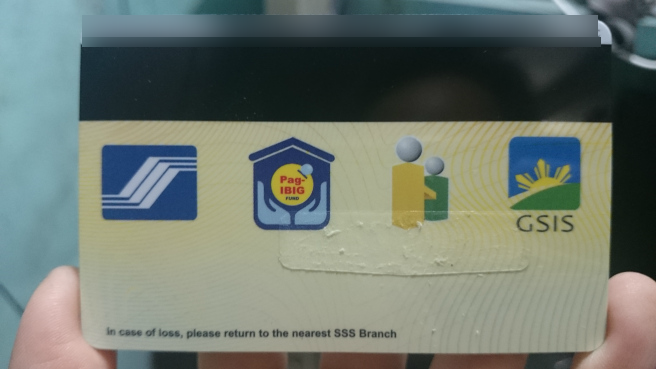 Pag-
IBIG
FUND
GSIS
in case of loss, please return to the nearest SSS Branch